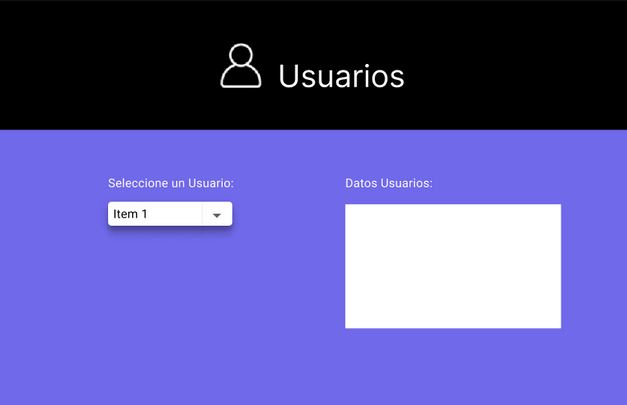 Usuarios
Seleccione un Usuario:
Datos Usuarios:
Item 1